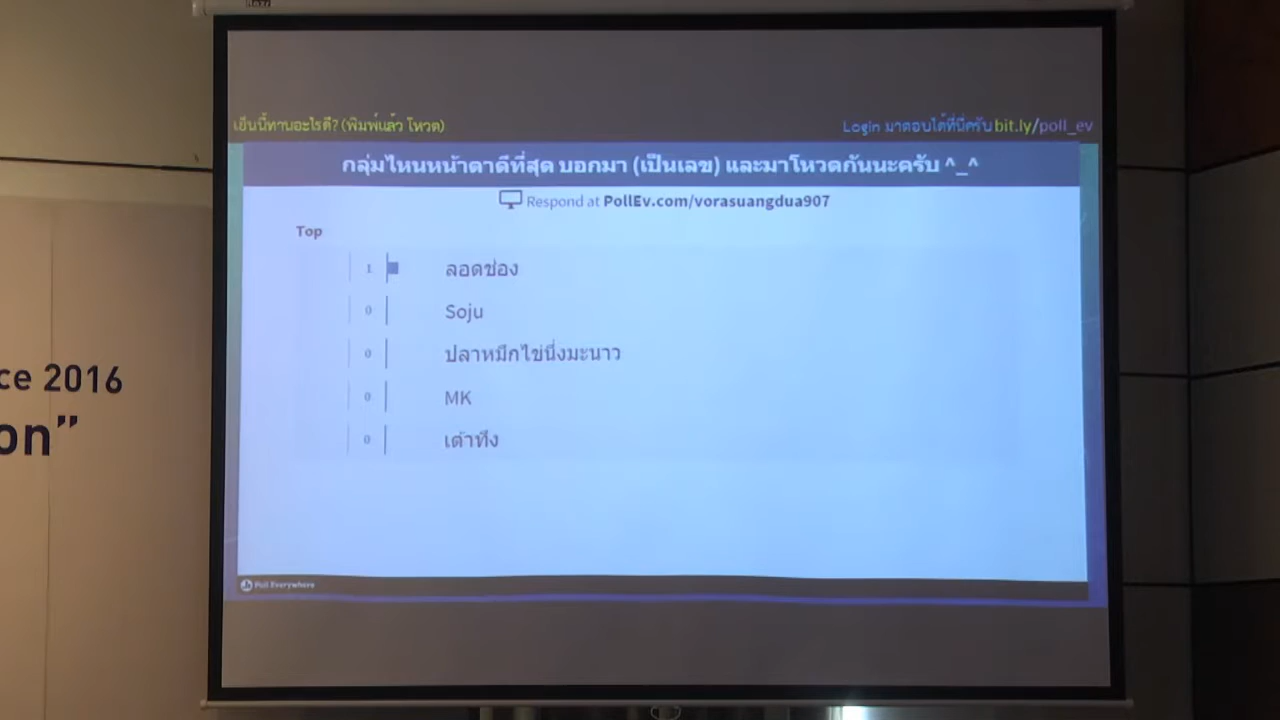 เย็นนี้ทานอะไรดี? (พิมพ์แล้ว โหวต)
Login มาตอบได้ที่นี่ครับ bit.ly/poll_ev
กลุ่มไหนหน้าตาดีที่สุด บอกมา (เป็นเลข) และมาโหวตกันนะครับ ^_^
Respond at PollEv.com/vorasuangdua907
Top
1 ลอดช่อง
0 Soju
0 ปลาหมึกไข่นึ่งมะนาว
0 MK
0 เต้าทึง
Poll Everywhere
ce 2016
on”